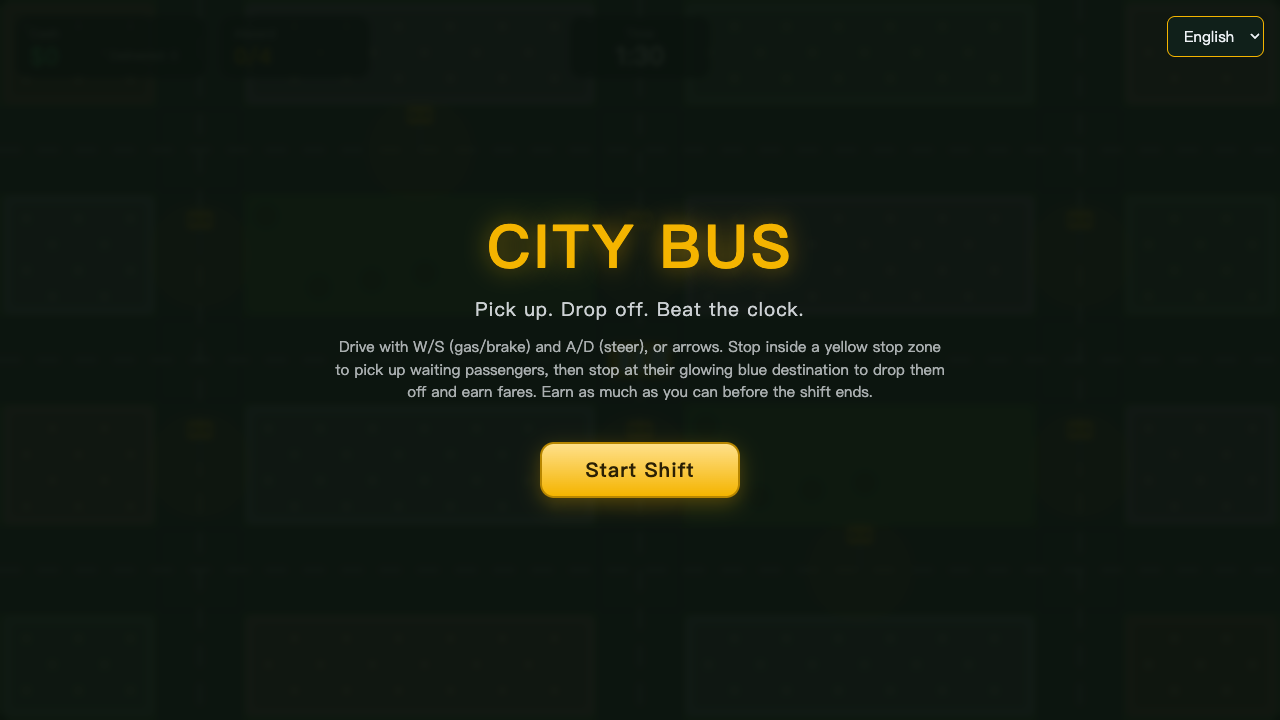 English
1:30
CITY BUS
Pick up. Drop off. Beat the clock.
Drive with W/S (gas/brake) and A/D (steer), or arrows. Stop inside a yellow stop zone
to pick up waiting passengers, then stop at their glowing blue destination to drop them
off and earn fares. Earn as much as you can before the shift ends.
Start Shift